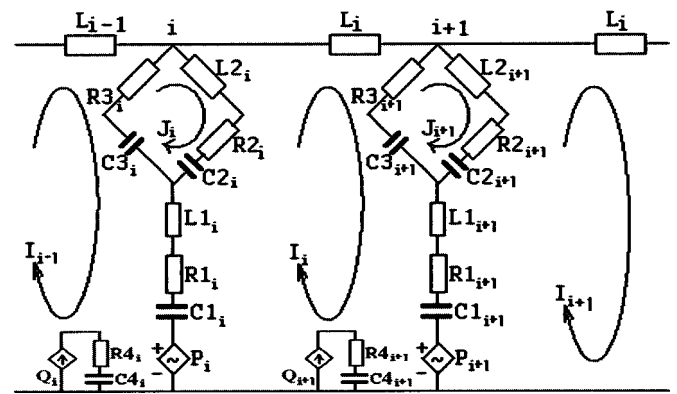 Li-1 i Li i+1 Li
R3i L2i R3i+1 L2i+1
Ji R2i Ji+1 R2i+1
C3i C2i C3i+1 C2i+1
L1i L1i+1
Ii-1 R1i Ii R1i+1 Ii+1
C1i C1i+1
R4i + Pi R4i+1 + Pi+1
~ ~
Qi C4i - Qi+1 C4i+1 -